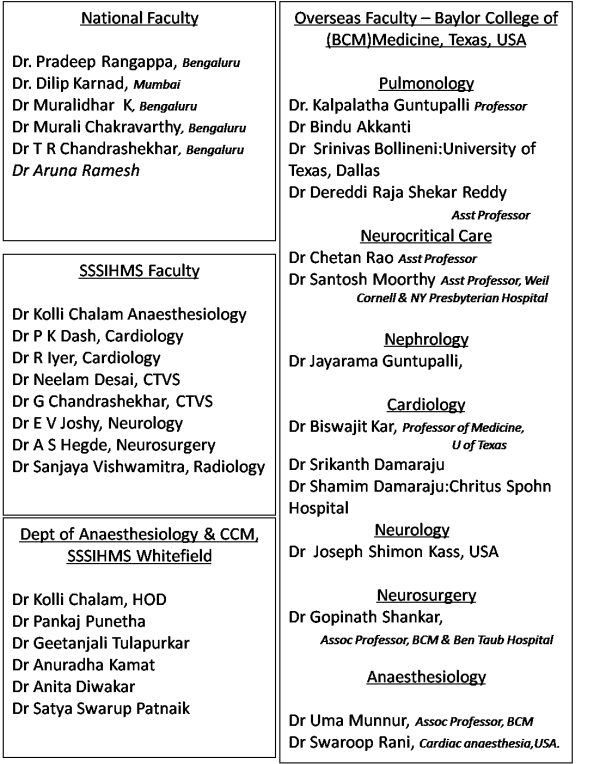 National Faculty
Dr. Pradeep Rangappa, Bengaluru
Dr. Dilip Karnad, Mumbai
Dr Muralidhar K, Bengaluru
Dr Murali Chakravarthy, Bengaluru
Dr T R Chandrashekhar, Bengaluru
Dr Aruna Ramesh
SSSIHMS Faculty
Dr Kolli Chalam Anaesthesiology
Dr P K Dash, Cardiology
Dr R Iyer, Cardiology
Dr Neelam Desai, CTVS
Dr G Chandrashekhar, CTVS
Dr E V Joshy, Neurology
Dr A S Hegde, Neurosurgery
Dr Sanjaya Vishwamitra, Radiology
Dept of Anaesthesiology & CCM,
SSSIHMS Whitefield
Dr Kolli Chalam, HOD
Dr Pankaj Punetha
Dr Geetanjali Tulapurkar
Dr Anuradha Kamat
Dr Anita Diwakar
Dr Satya Swarup Patnaik
Overseas Faculty – Baylor College of
(BCM)Medicine, Texas, USA
Pulmonology
Dr. Kalpalatha Guntupalli Professor
Dr Bindu Akkanti
Dr Srinivas Bollineni:University of
Texas, Dallas
Dr Dereddi Raja Shekar Reddy
Asst Professor
Neurocritical Care
Dr Chetan Rao Asst Professor
Dr Santosh Moorthy Asst Professor, Weil
Cornell & NY Presbyterian Hospital
Nephrology
Dr Jayarama Guntupalli,
Cardiology
Dr Biswajit Kar, Professor of Medicine,
U of Texas
Dr Srikanth Damaraju
Dr Shamim Damaraju:Chritus Spohn
Hospital
Neurology
Dr Joseph Shimon Kass, USA
Neurosurgery
Dr Gopinath Shankar,
Assoc Professor, BCM & Ben Taub Hospital
Anaesthesiology
Dr Uma Munnur, Assoc Professor, BCM
Dr Swaroop Rani, Cardiac anaesthesia,USA.